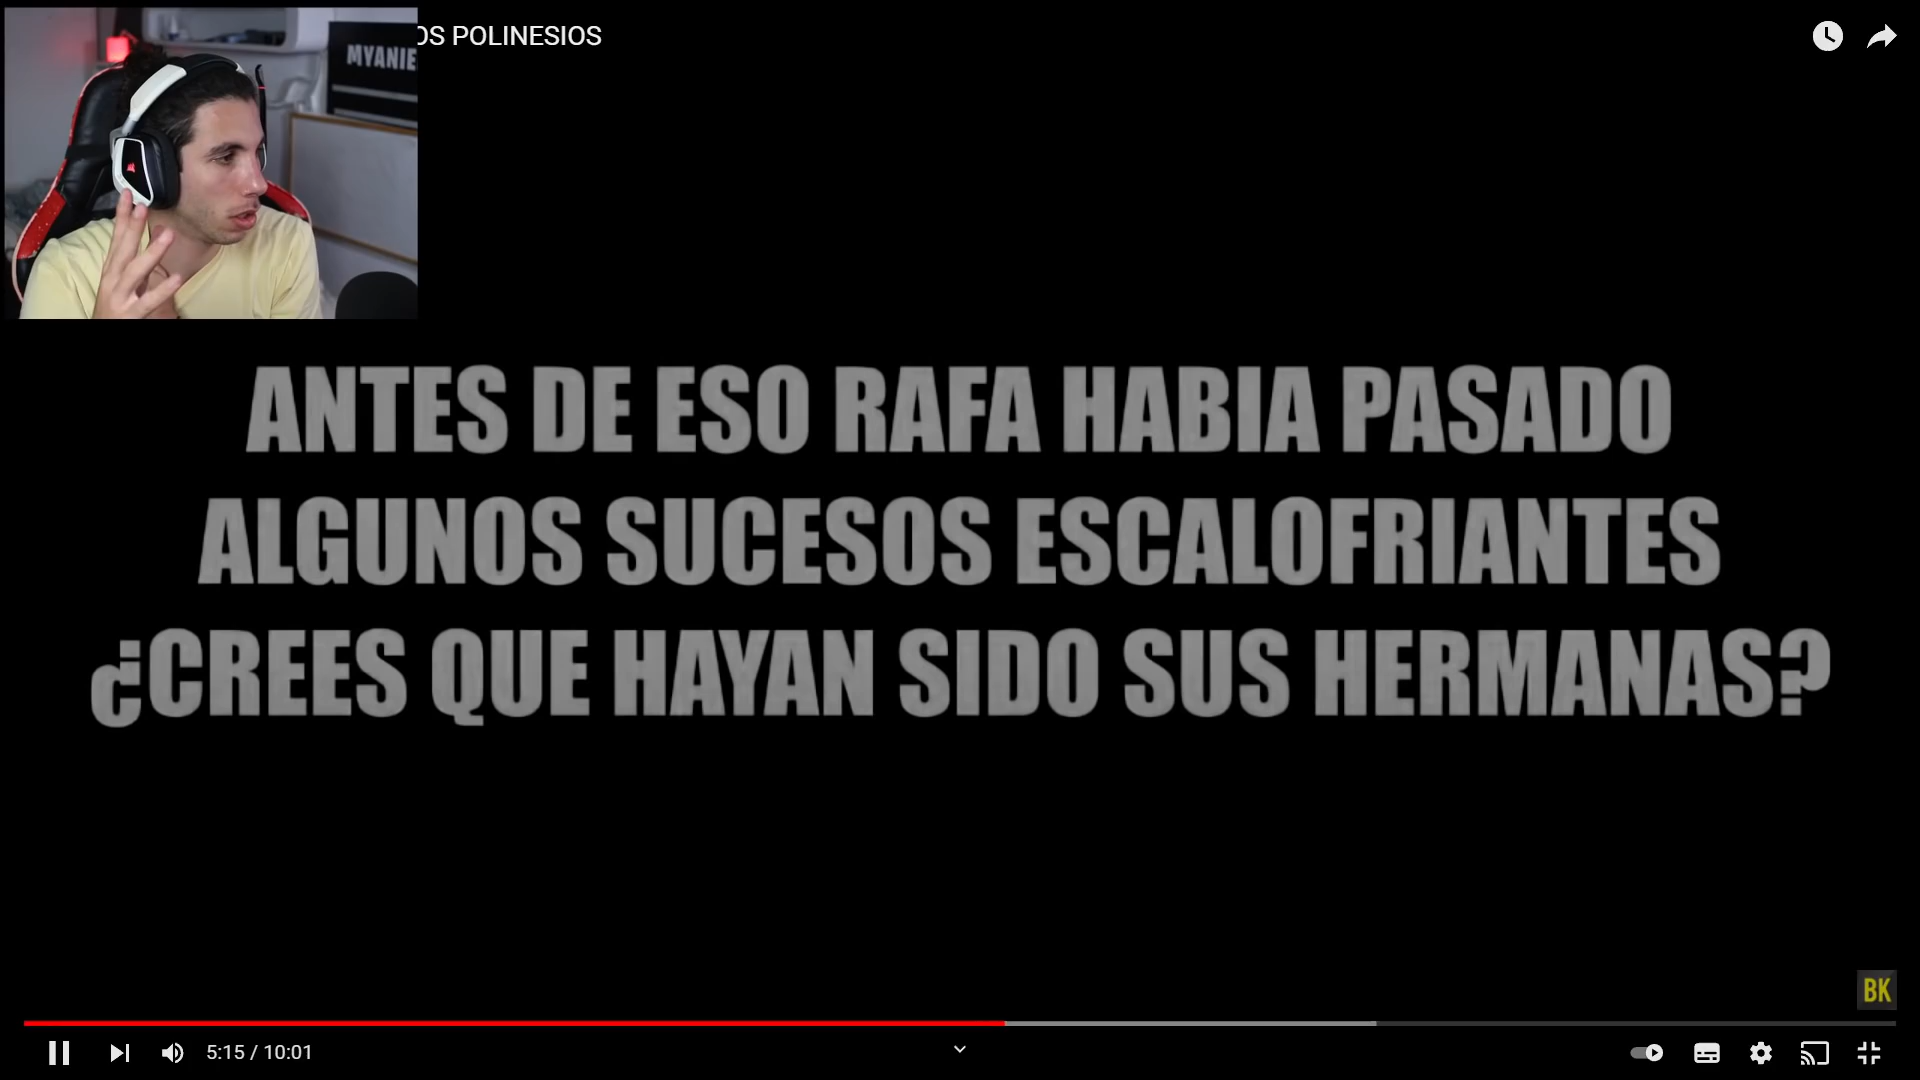 OS POLINESIOS
MYANIE
ANTES DE ESO RAFA HABIA PASADO
ALGUNOS SUCESOS ESCALOFRIANTES
¿CREES QUE HAYAN SIDO SUS HERMANAS?
BK
5:15 / 10:01